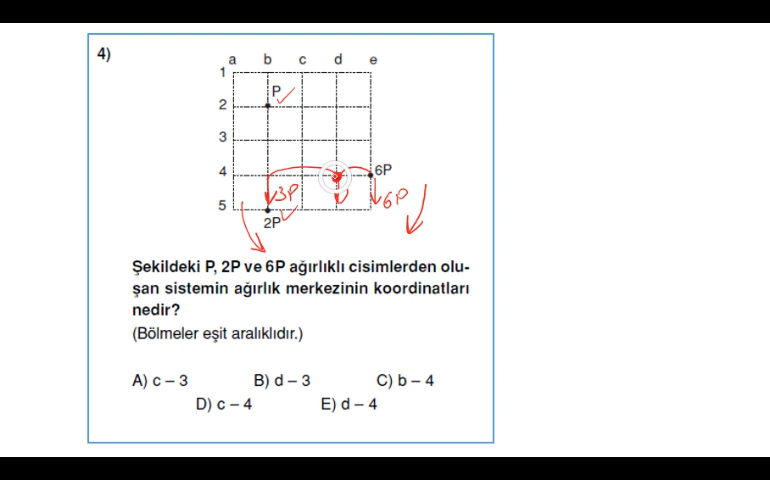 4)
a b c d e
1
P
2
3
4
6P
3P
6P
5
2P
Şekildeki P, 2P ve 6P ağırlıklı cisimlerden olu-
şan sistemin ağırlık merkezinin koordinatları
nedir?
(Bölmeler eşit aralıklıdır.)
A) c – 3 B) d – 3 C) b – 4
D) c – 4 E) d – 4